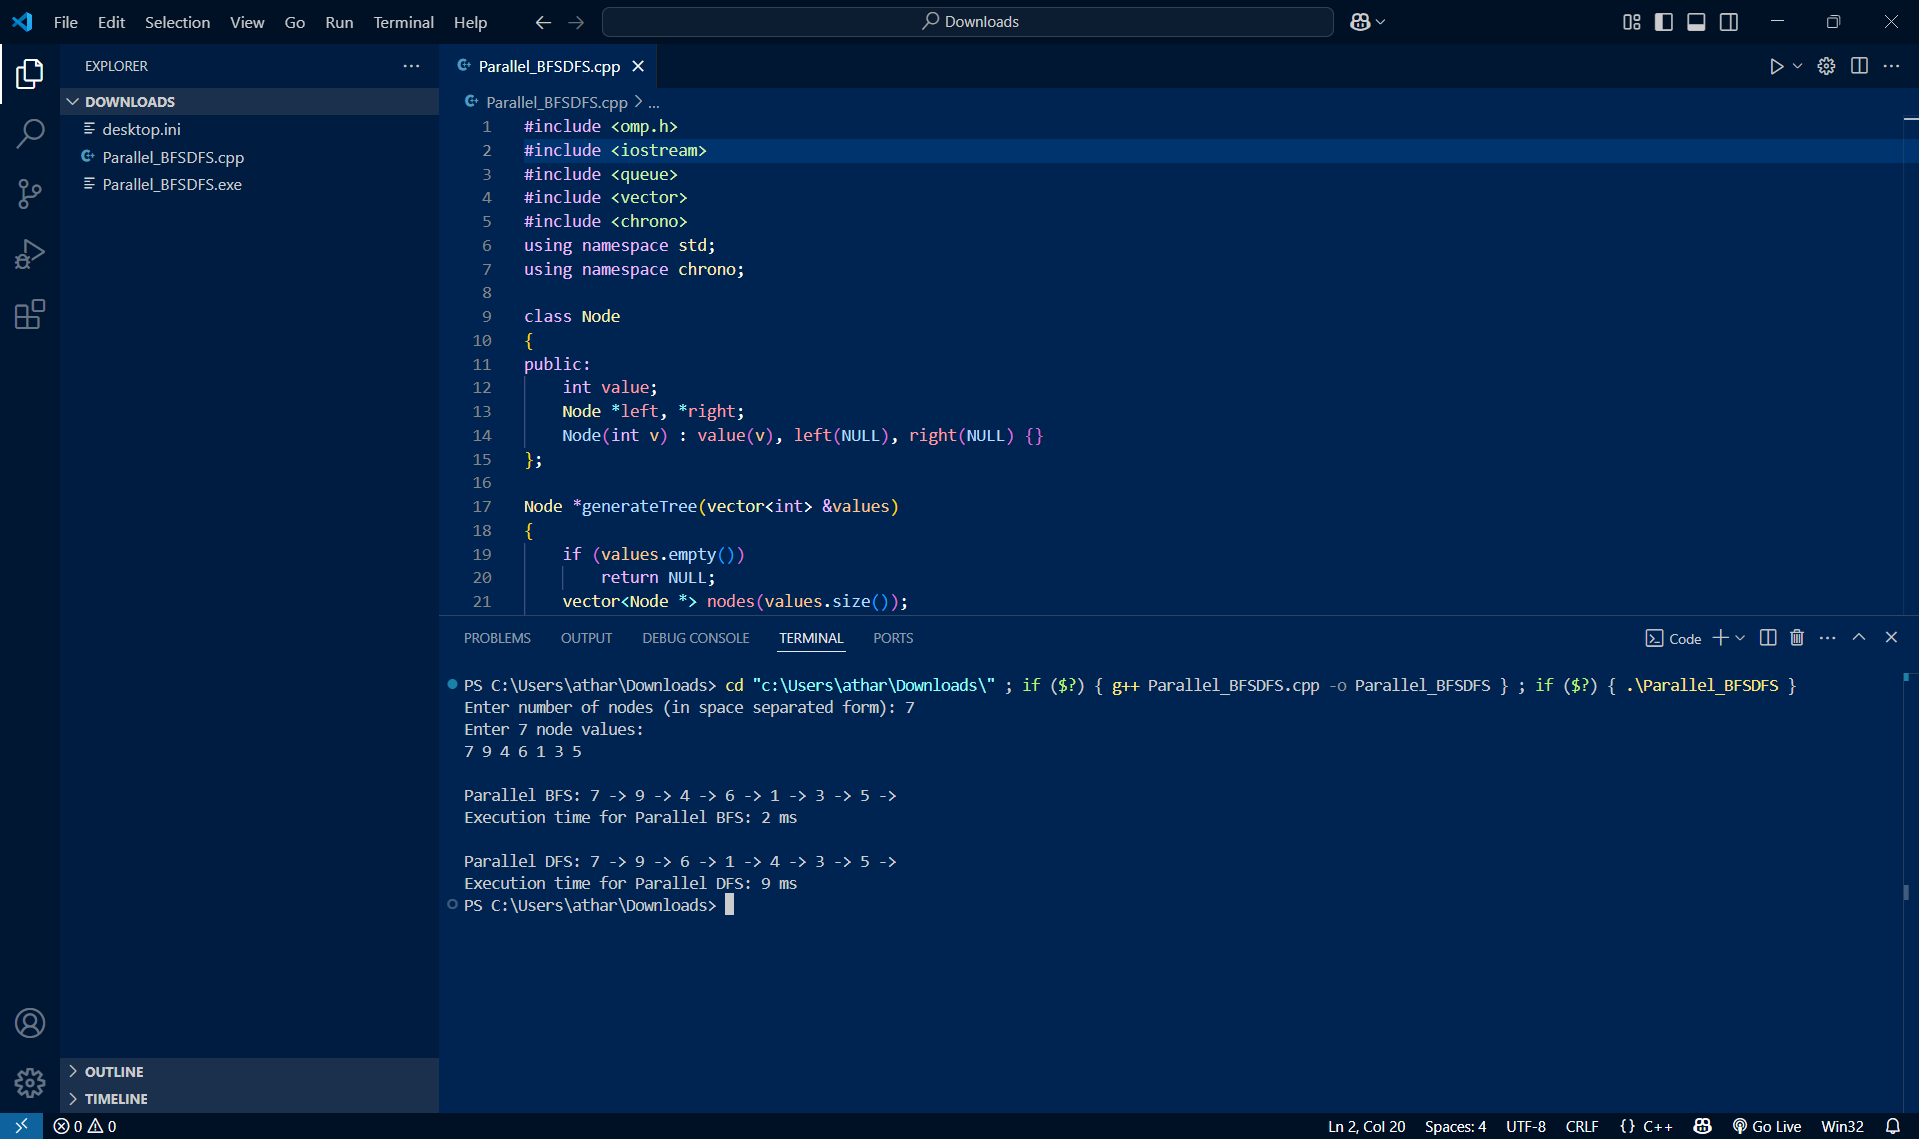 File Edit Selection View Go Run Terminal Help
Downloads
EXPLORER
DOWNLOADS
desktop.ini
Parallel_BFSDFS.cpp
Parallel_BFSDFS.exe
OUTLINE
TIMELINE
Parallel_BFSDFS.cpp
Parallel_BFSDFS.cpp > ...
1 #include <omp.h>
2 #include <iostream>
3 #include <queue>
4 #include <vector>
5 #include <chrono>
6 using namespace std;
7 using namespace chrono;
8
9 class Node
10 {
11 public:
12     int value;
13     Node *left, *right;
14     Node(int v) : value(v), left(NULL), right(NULL) {}
15 };
16
17 Node *generateTree(vector<int> &values)
18 {
19     if (values.empty())
20         return NULL;
21     vector<Node *> nodes(values.size());
PROBLEMS OUTPUT DEBUG CONSOLE TERMINAL PORTS
Code
PS C:\Users\athar\Downloads> cd "c:\Users\athar\Downloads\" ; if ($?) { g++ Parallel_BFSDFS.cpp -o Parallel_BFSDFS } ; if ($?) { .\Parallel_BFSDFS }
Enter number of nodes (in space separated form): 7
Enter 7 node values:
7 9 4 6 1 3 5
Parallel BFS: 7 -> 9 -> 4 -> 6 -> 1 -> 3 -> 5 ->
Execution time for Parallel BFS: 2 ms
Parallel DFS: 7 -> 9 -> 6 -> 1 -> 4 -> 3 -> 5 ->
Execution time for Parallel DFS: 9 ms
PS C:\Users\athar\Downloads>
0 0 Ln 2, Col 20 Spaces: 4 UTF-8 CRLF {} C++ Go Live Win32